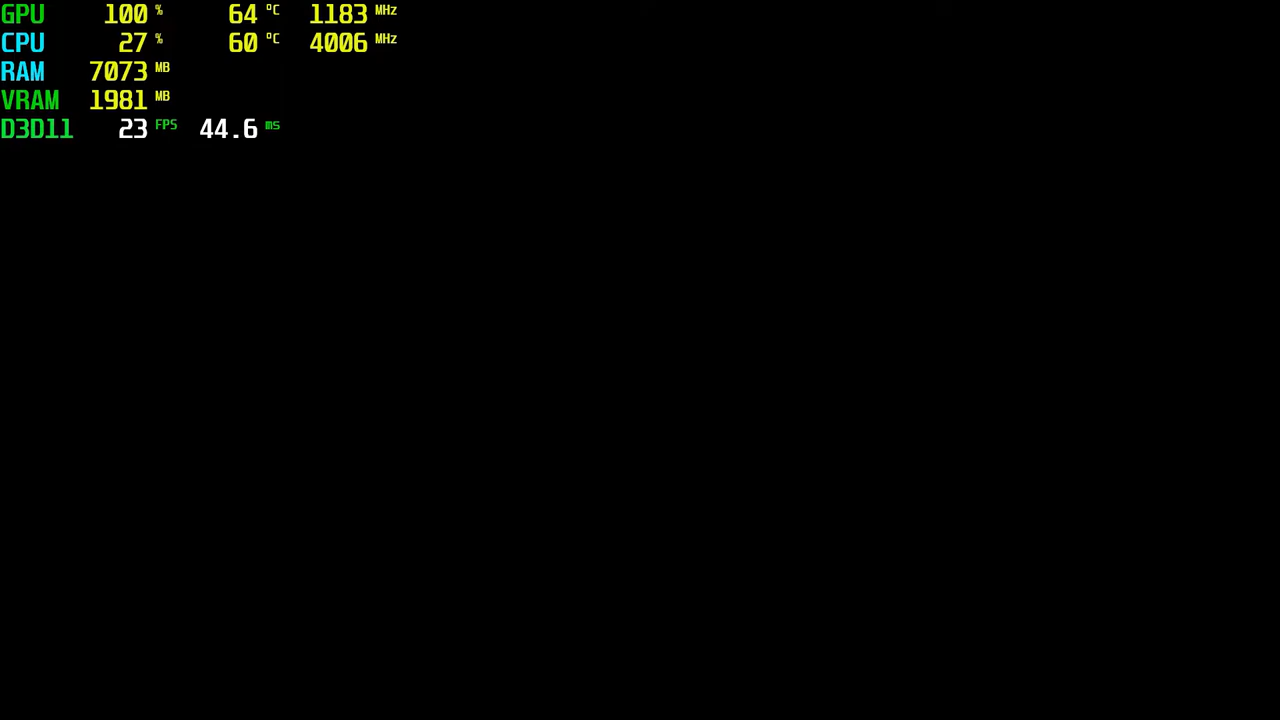 GPU 100 % 64 °C 1183 MHz
CPU 27 % 60 °C 4006 MHz
RAM 7073 MB
VRAM 1981 MB
D3D11 23 FPS 44.6 ms